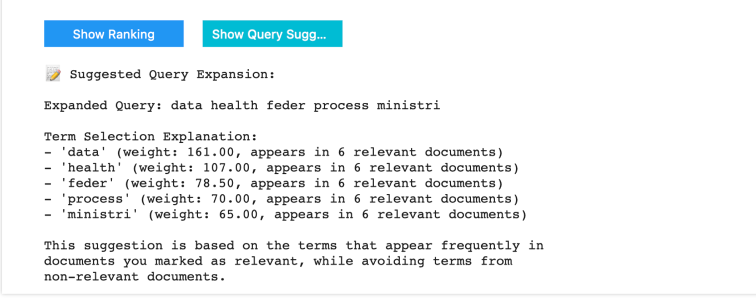 Show Ranking Show Query Sugg...
📝 Suggested Query Expansion:
Expanded Query: data health feder process ministri
Term Selection Explanation:
- 'data' (weight: 161.00, appears in 6 relevant documents)
- 'health' (weight: 107.00, appears in 6 relevant documents)
- 'feder' (weight: 78.50, appears in 6 relevant documents)
- 'process' (weight: 70.00, appears in 6 relevant documents)
- 'ministri' (weight: 65.00, appears in 6 relevant documents)
This suggestion is based on the terms that appear frequently in
documents you marked as relevant, while avoiding terms from
non-relevant documents.